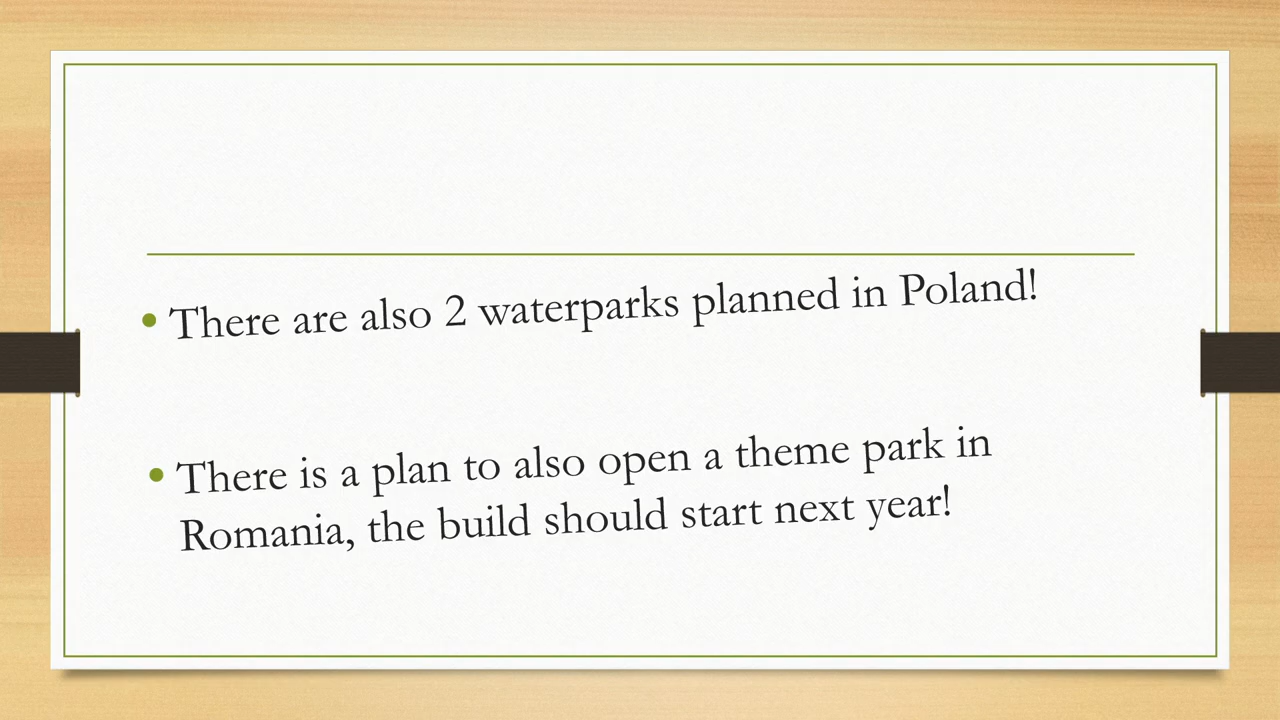 • There are also 2 waterparks planned in Poland!
• There is a plan to also open a theme park in
Romania, the build should start next year!